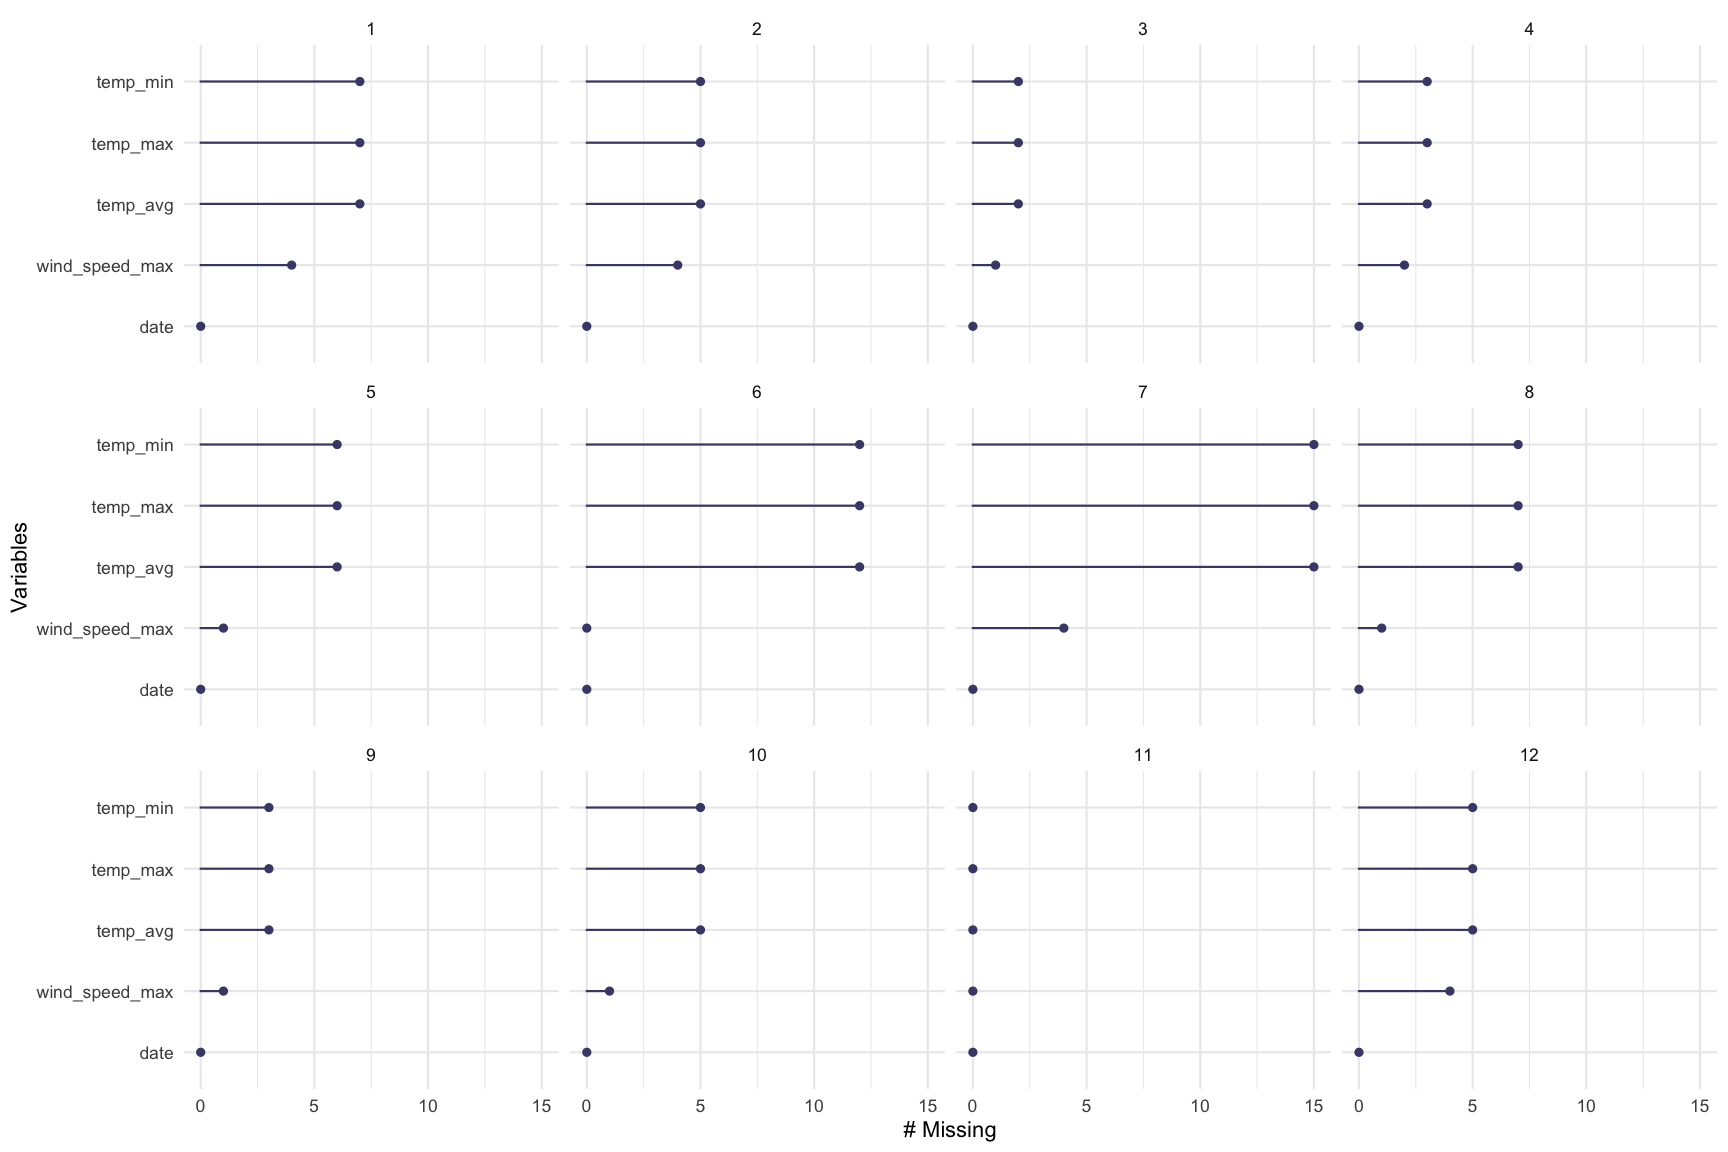 1 2 3 4
temp_min
temp_max
temp_avg
wind_speed_max
date
5 6 7 8
temp_min
temp_max
temp_avg
wind_speed_max
date
Variables
9 10 11 12
temp_min
temp_max
temp_avg
wind_speed_max
date
0 5 10 15 0 5 10 15 0 5 10 15 0 5 10 15
# Missing